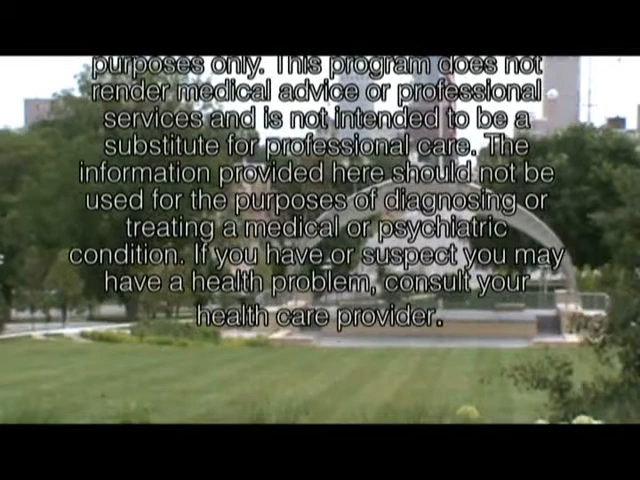 purposes only. This program does not
render medical advice or professional
services and is not intended to be a
substitute for professional care. The
information provided here should not be
used for the purposes of diagnosing or
treating a medical or psychiatric
condition. If you have or suspect you may
have a health problem, consult your
health care provider.